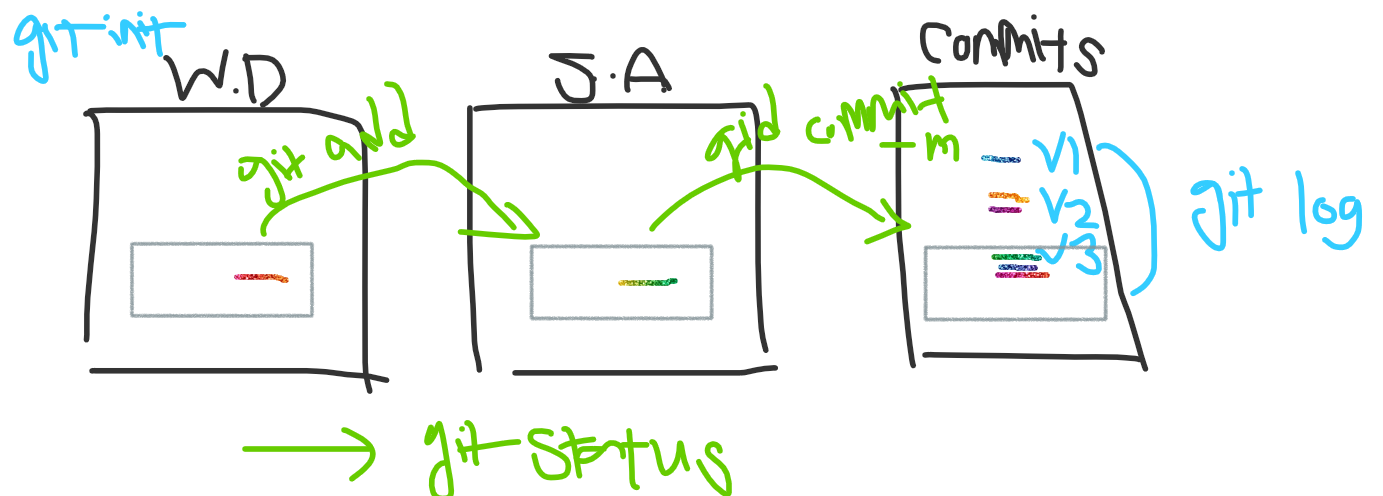 git init
W.D
S.A
Commits
git add
gid commit
-m
V1
V2
V3
git log
git status